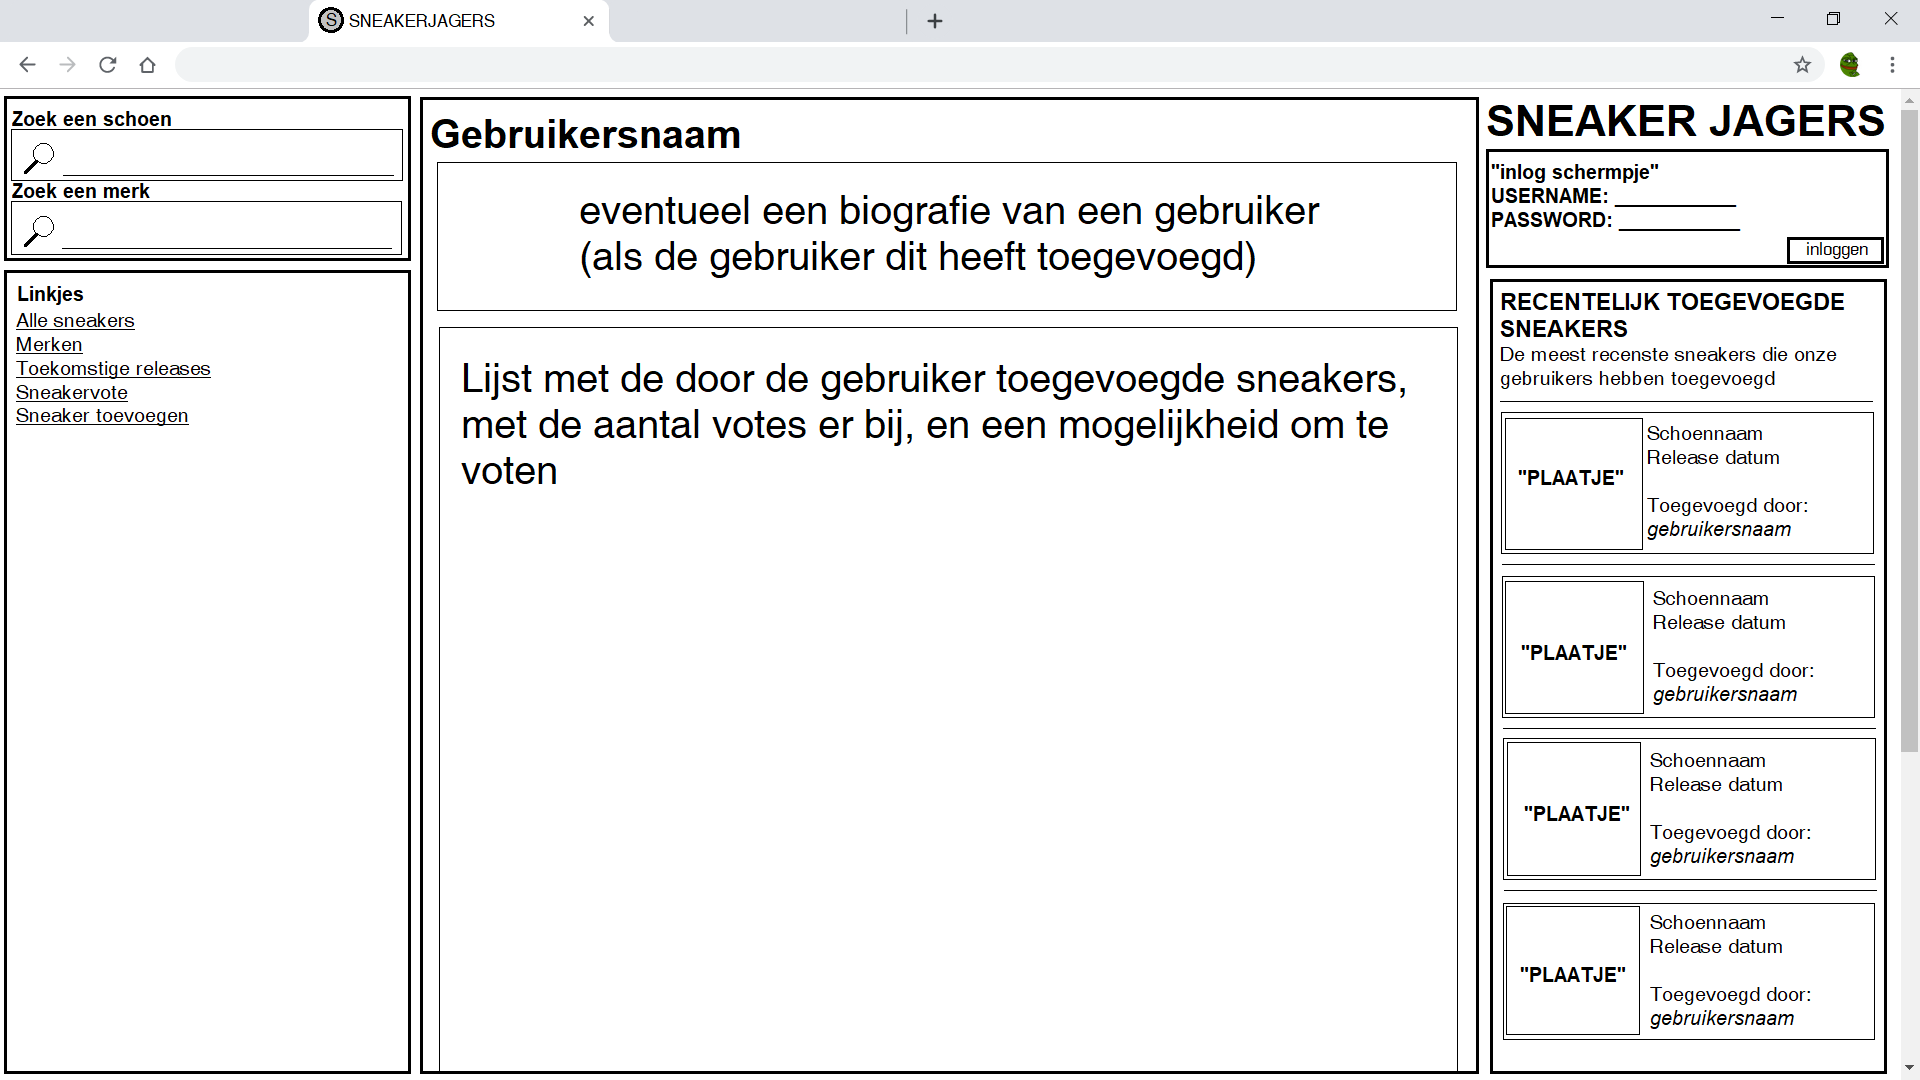 S SNEAKERJAGERS
Zoek een schoen
Zoek een merk
Linkjes
Alle sneakers
Merken
Toekomstige releases
Sneakervote
Sneaker toevoegen
Gebruikersnaam
eventueel een biografie van een gebruiker
(als de gebruiker dit heeft toegevoegd)
Lijst met de door de gebruiker toegevoegde sneakers,
met de aantal votes er bij, en een mogelijkheid om te
voten
SNEAKER JAGERS
"inlog schermpje"
USERNAME: ___________
PASSWORD: ___________
inloggen
RECENTELIJK TOEGEVOEGDE
SNEAKERS
De meest recenste sneakers die onze
gebruikers hebben toegevoegd
"PLAATJE"
Schoennaam
Release datum
Toegevoegd door:
gebruikersnaam
"PLAATJE"
Schoennaam
Release datum
Toegevoegd door:
gebruikersnaam
"PLAATJE"
Schoennaam
Release datum
Toegevoegd door:
gebruikersnaam
"PLAATJE"
Schoennaam
Release datum
Toegevoegd door:
gebruikersnaam